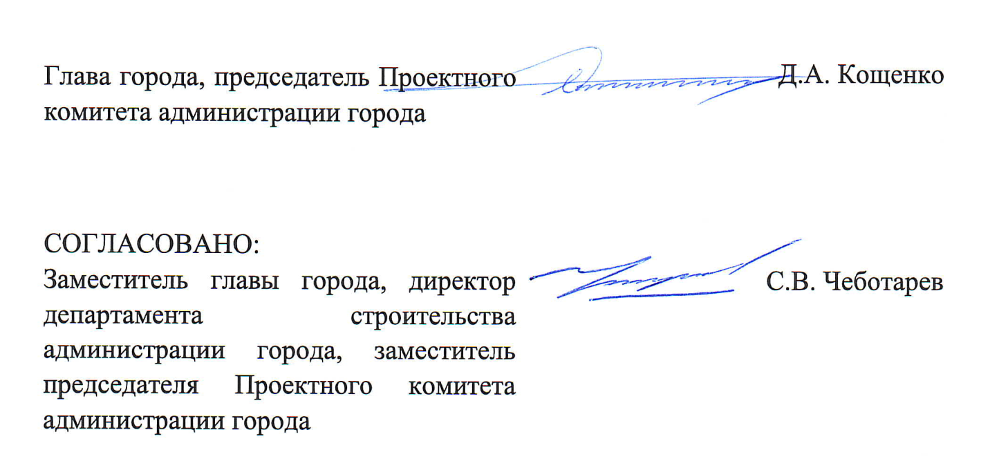 Глава города, председатель Проектного Д.А. Кощенко
комитета администрации города
СОГЛАСОВАНО:
Заместитель главы города, директор С.В. Чеботарев
департамента строительства
администрации города, заместитель
председателя Проектного комитета
администрации города